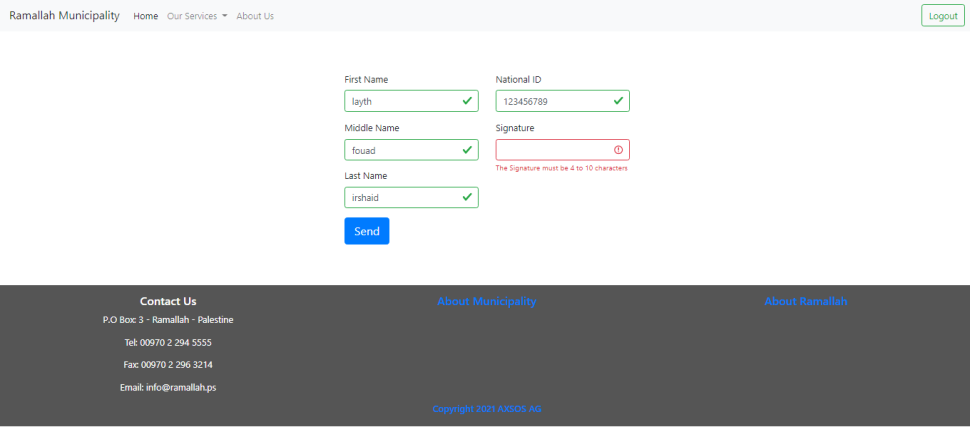 Ramallah Municipality Home Our Services About Us Logout
First Name
layth
Middle Name
fouad
Last Name
irshaid
Send
National ID
123456789
Signature
The Signature must be 4 to 10 characters
Contact Us
P.O Box: 3 - Ramallah - Palestine
Tel: 00970 2 294 5555
Fax: 00970 2 296 3214
Email: info@ramallah.ps
About Municipality
About Ramallah
Copyright 2021 AXSOS AG